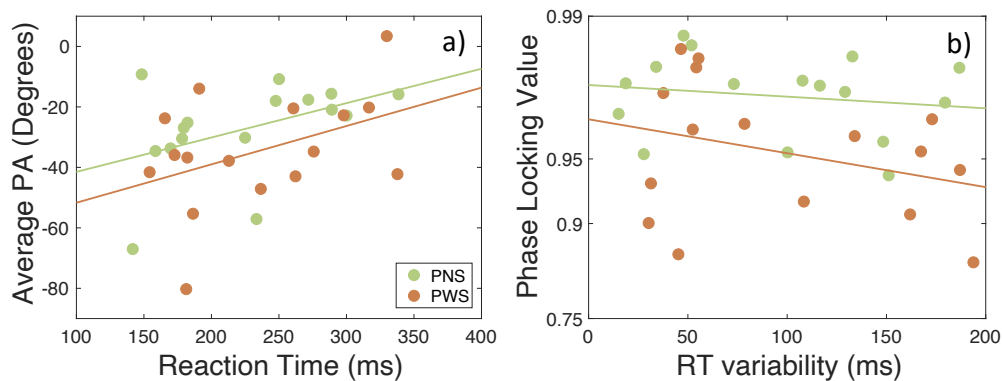 a)
0
-20
-40
-60
-80
Average PA (Degrees)
PNS
PWS
100 150 200 250 300 350 400
Reaction Time (ms)
b)
0.99
0.95
0.9
0.75
Phase Locking Value
0 50 100 150 200
RT variability (ms)